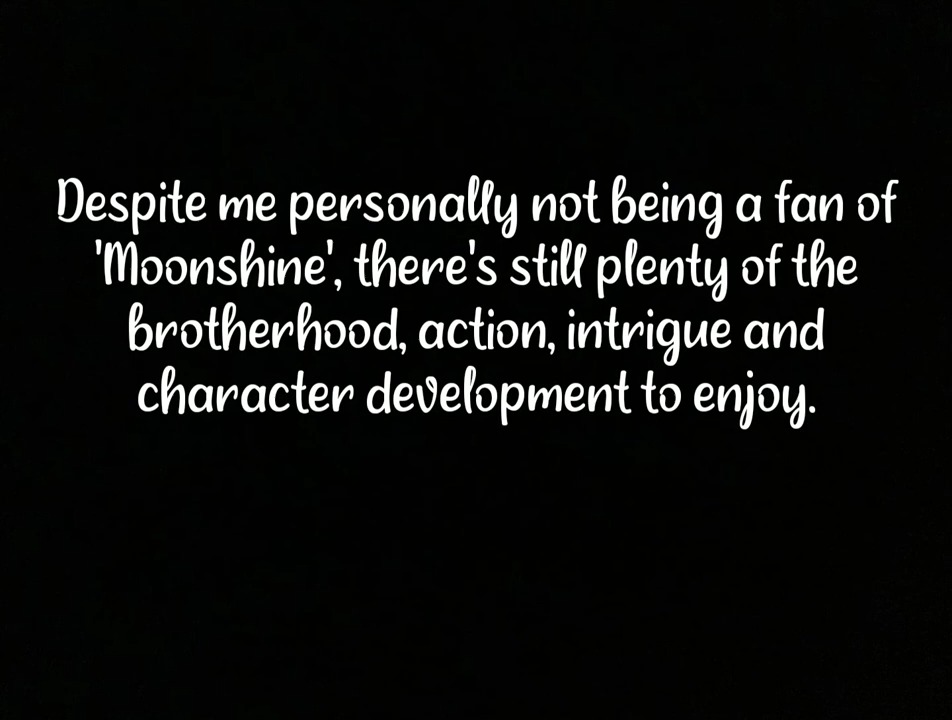 Despite me personally not being a fan of
'Moonshine', there's still plenty of the
brotherhood, action, intrigue and
character development to enjoy.